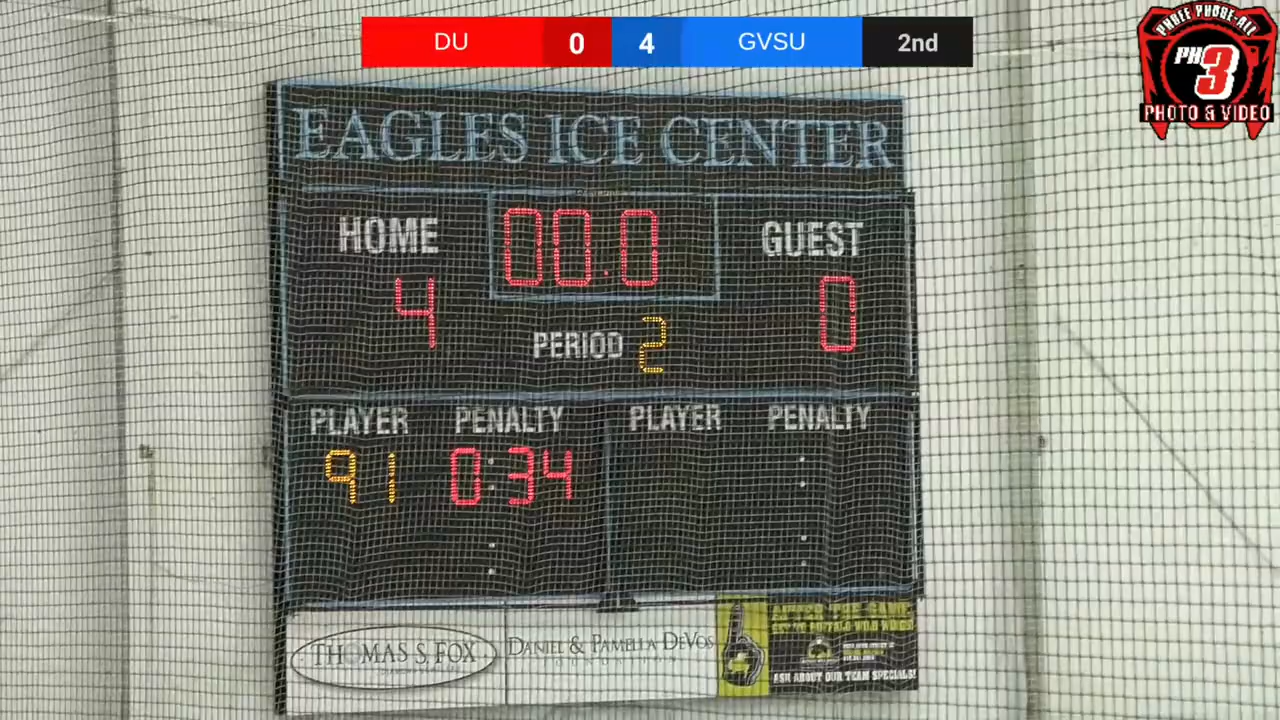 DU 0 4 GVSU 2nd
PHREE PHROE-ALL
PH3
PHOTO & VIDEO
EAGLES ICE CENTER
HOME 00.0 GUEST
4 0
PERIOD 2
PLAYER PENALTY PLAYER PENALTY
91 0:34
THOMAS S. FOX
DANIEL & PAMELLA DEVOS
AFTER THE GAME
ASK ABOUT OUR TEAM SPECIALS!